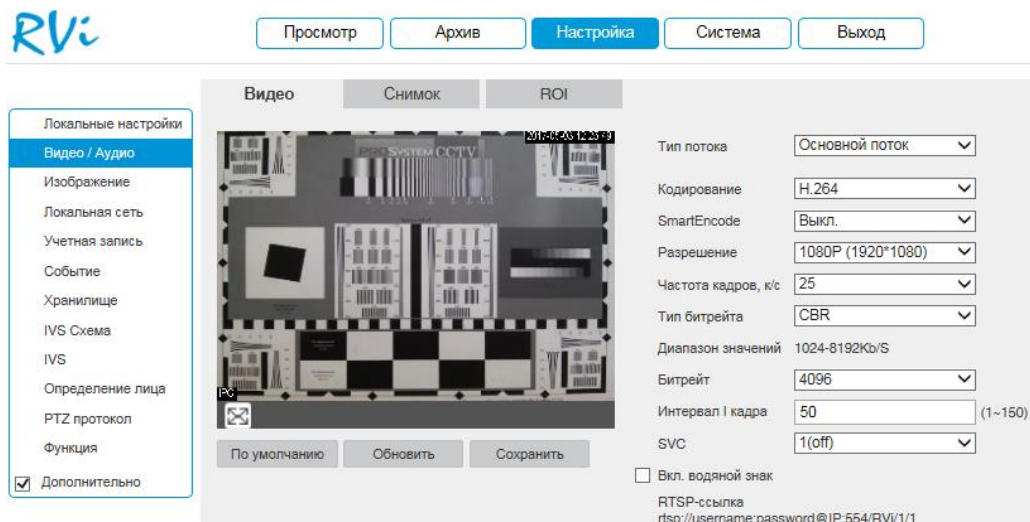 RVi
Просмотр Архив Настройка Система Выход
Видео Снимок ROI
Локальные настройки
Видео / Аудио
Изображение
Локальная сеть
Учетная запись
Событие
Хранилище
IVS Схема
IVS
Определение лица
PTZ протокол
Функция
Дополнительно
PROSYSTEM CCTV
IPC
По умолчанию Обновить Сохранить
Тип потока Основной поток
Кодирование H.264
SmartEncode Выкл.
Разрешение 1080P (1920*1080)
Частота кадров, к/с 25
Тип битрейта CBR
Диапазон значений 1024-8192Kb/S
Битрейт 4096
Интервал I кадра 50 (1~150)
SVC 1(off)
Вкл. водяной знак
RTSP-ссылка
rtsp://username:password@IP:554/RVi/1/1